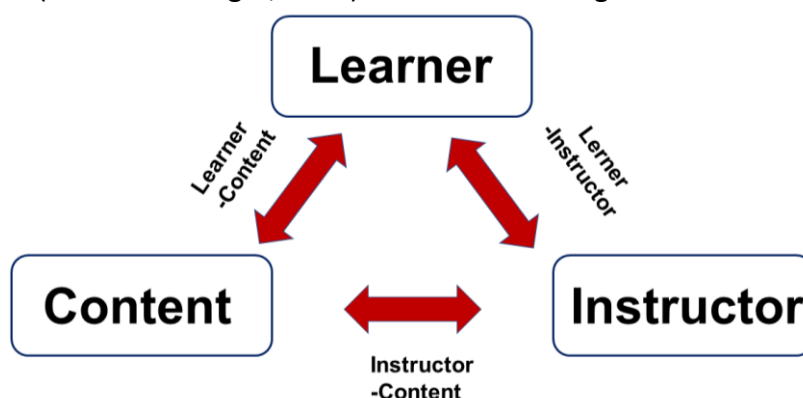 Learner
Learner
-Content
Lerner
-Instructor
Content
Instructor
Instructor
-Content